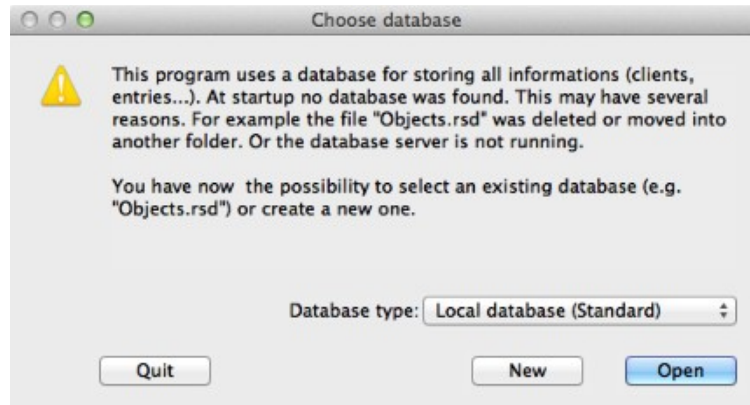 Choose database
This program uses a database for storing all informations (clients,
entries...). At startup no database was found. This may have several
reasons. For example the file "Objects.rsd" was deleted or moved into
another folder. Or the database server is not running.
You have now  the possibility to select an existing database (e.g.
"Objects.rsd") or create a new one.
Database type: Local database (Standard)
Quit New Open